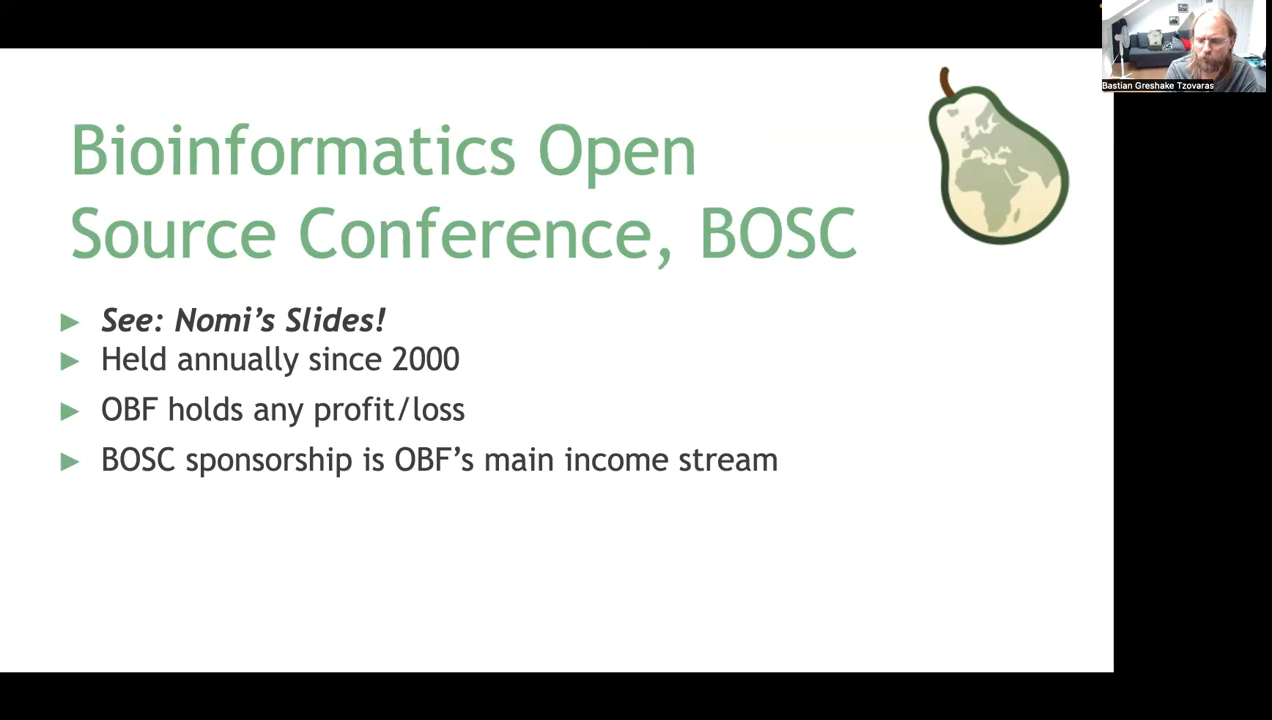 Bastian Greshake Tzovaras
Bioinformatics Open
Source Conference, BOSC
See: Nomi's Slides!
Held annually since 2000
OBF holds any profit/loss
BOSC sponsorship is OBF's main income stream